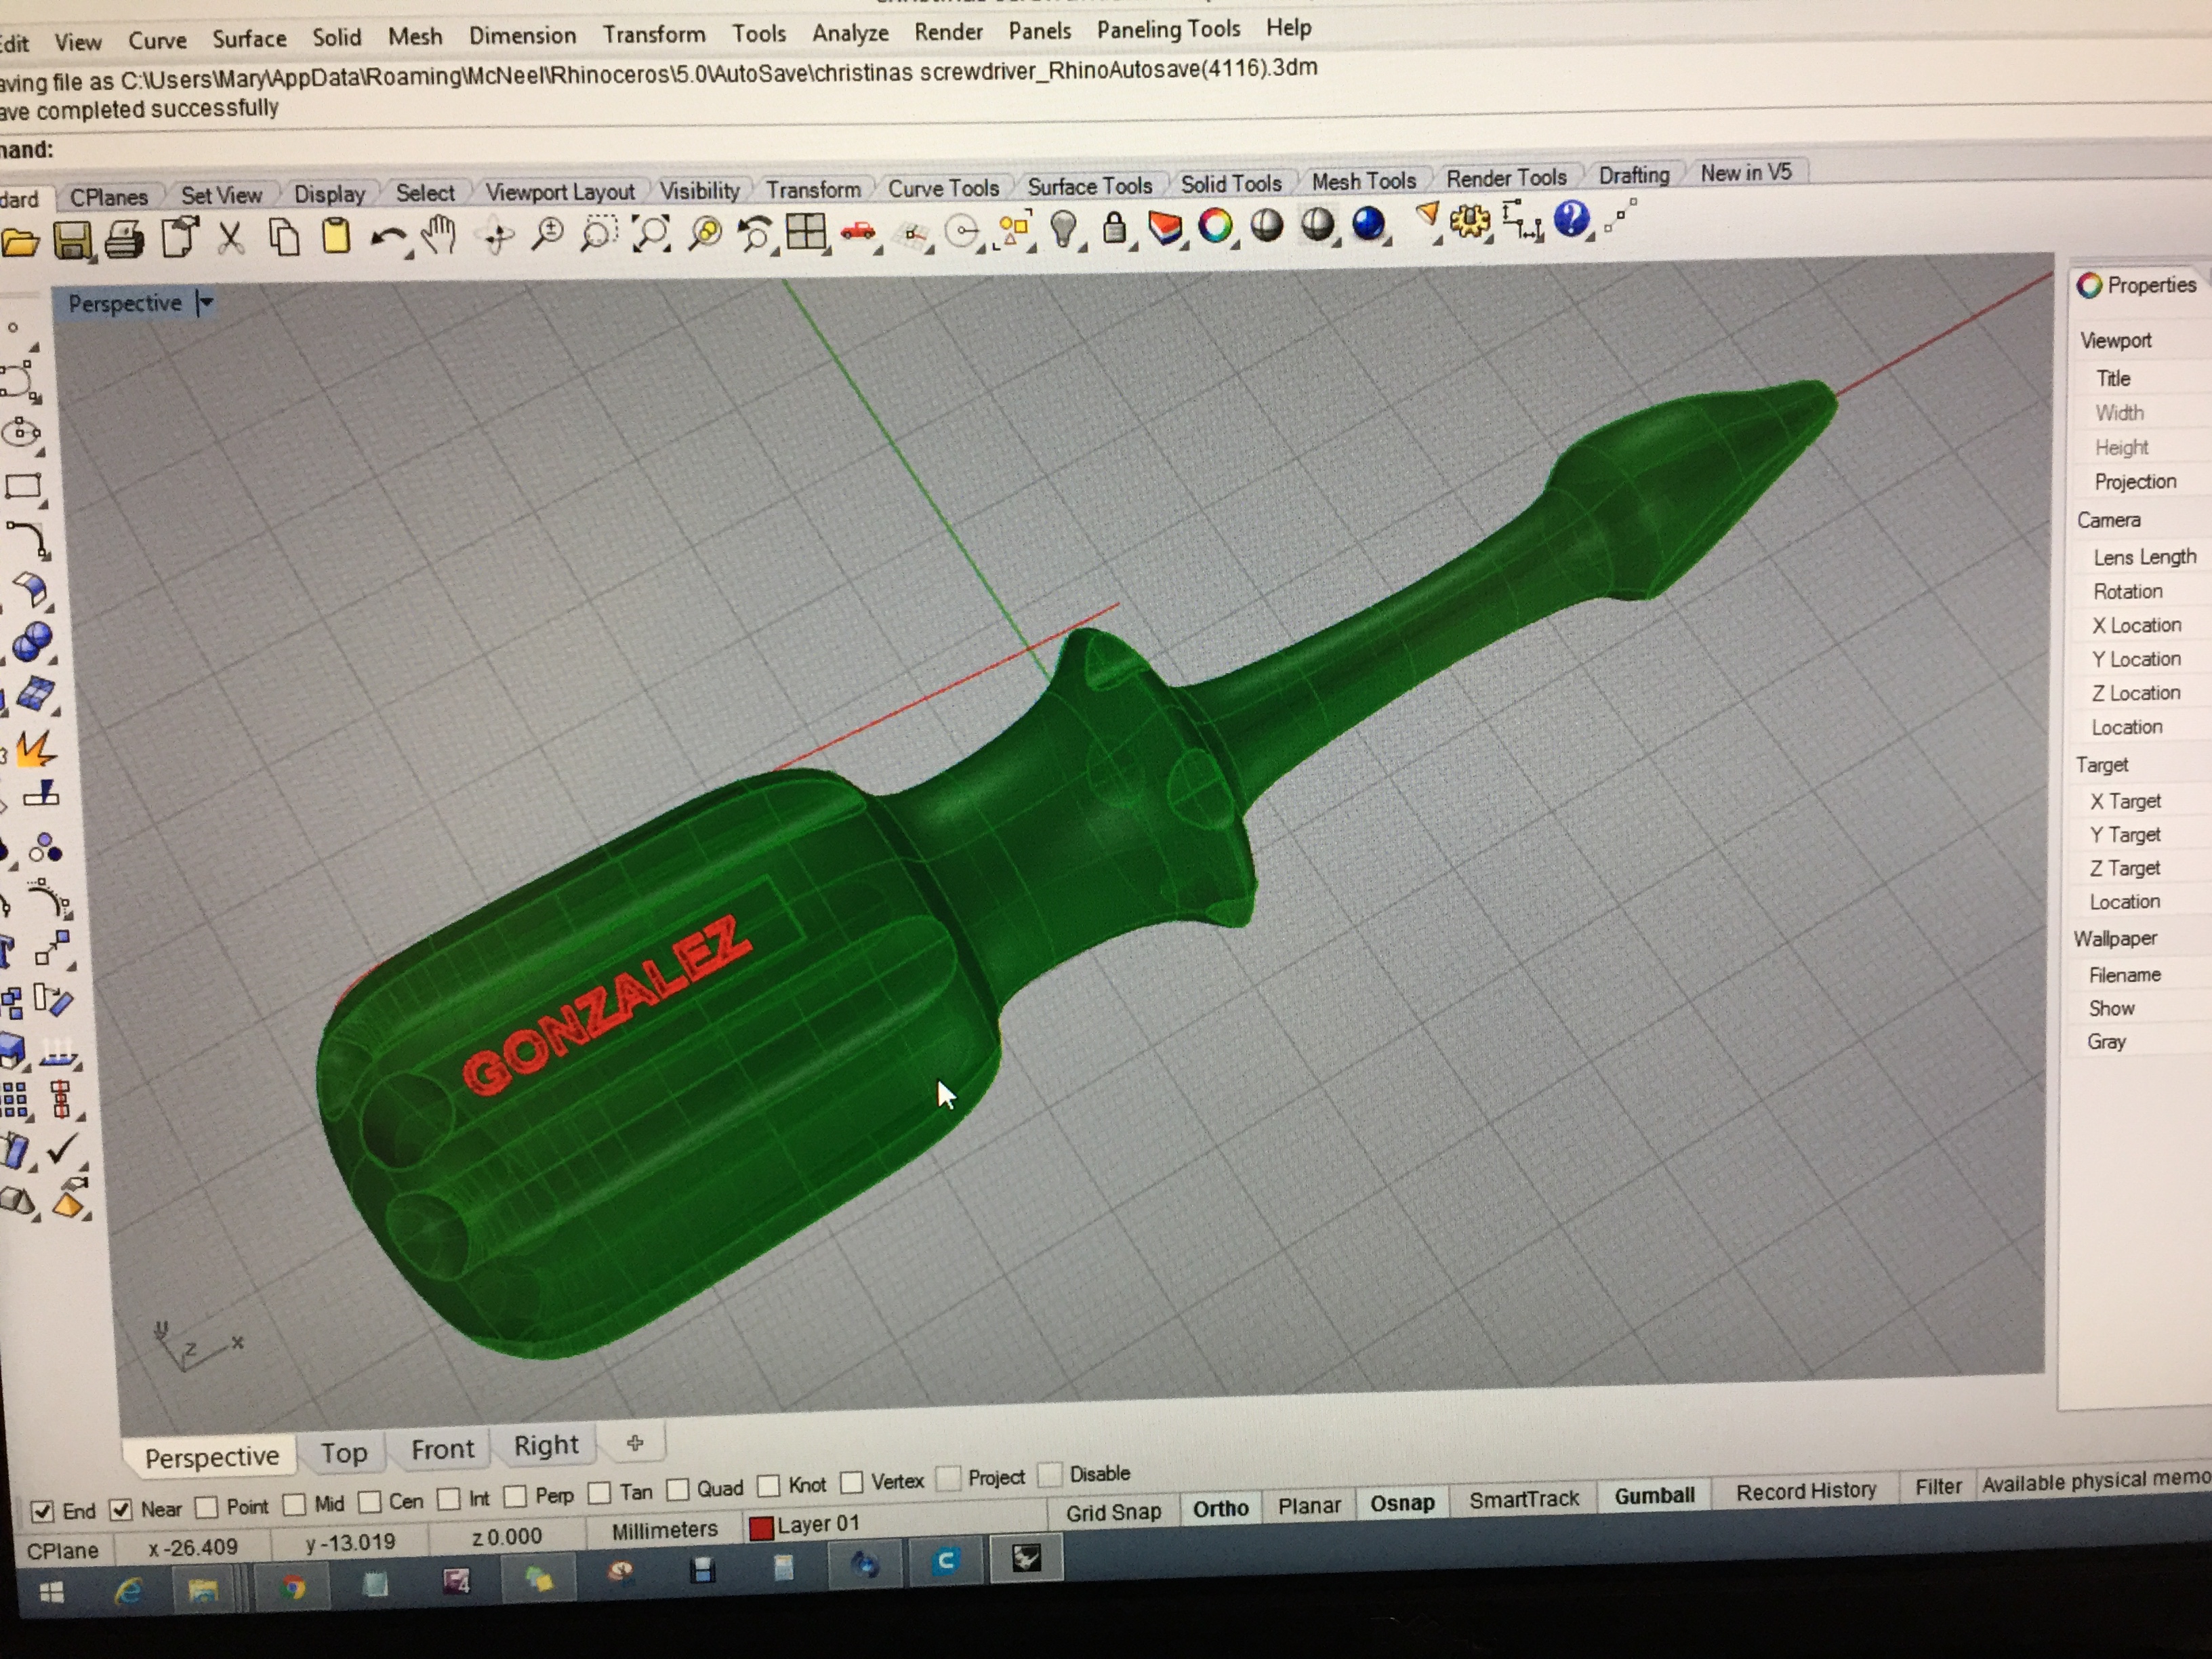 Edit View Curve Surface Solid Mesh Dimension Transform Tools Analyze Render Panels Paneling Tools Help
aving file as C:\Users\Mary\AppData\Roaming\McNeel\Rhinoceros\5.0\AutoSave\christinas screwdriver_RhinoAutosave(4116).3dm
ave completed successfully
mand:
dard CPlanes Set View Display Select Viewport Layout Visibility Transform Curve Tools Surface Tools Solid Tools Mesh Tools Render Tools Drafting New in V5
Perspective
Properties
Viewport
Title
Width
Height
Projection
Camera
Lens Length
Rotation
X Location
Y Location
Z Location
Location
Target
X Target
Y Target
Z Target
Location
Wallpaper
Filename
Show
Gray
GONZALEZ
y z x
Perspective Top Front Right
End Near Point Mid Cen Int Perp Tan Quad Knot Vertex Project Disable
CPlane x -26.409 y -13.019 z 0.000 Millimeters Layer 01 Grid Snap Ortho Planar Osnap SmartTrack Gumball Record History Filter Available physical memo